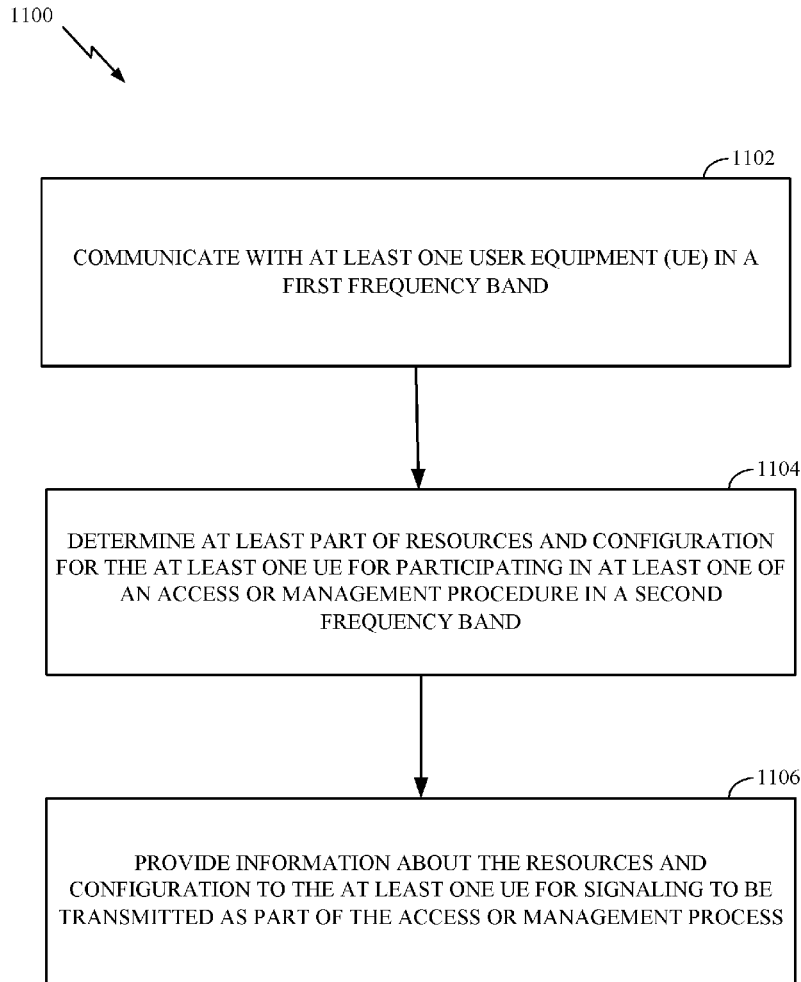 1100
1102
COMMUNICATE WITH AT LEAST ONE USER EQUIPMENT (UE) IN A
FIRST FREQUENCY BAND
1104
DETERMINE AT LEAST PART OF RESOURCES AND CONFIGURATION
FOR THE AT LEAST ONE UE FOR PARTICIPATING IN AT LEAST ONE OF
AN ACCESS OR MANAGEMENT PROCEDURE IN A SECOND
FREQUENCY BAND
1106
PROVIDE INFORMATION ABOUT THE RESOURCES AND
CONFIGURATION TO THE AT LEAST ONE UE FOR SIGNALING TO BE
TRANSMITTED AS PART OF THE ACCESS OR MANAGEMENT PROCESS